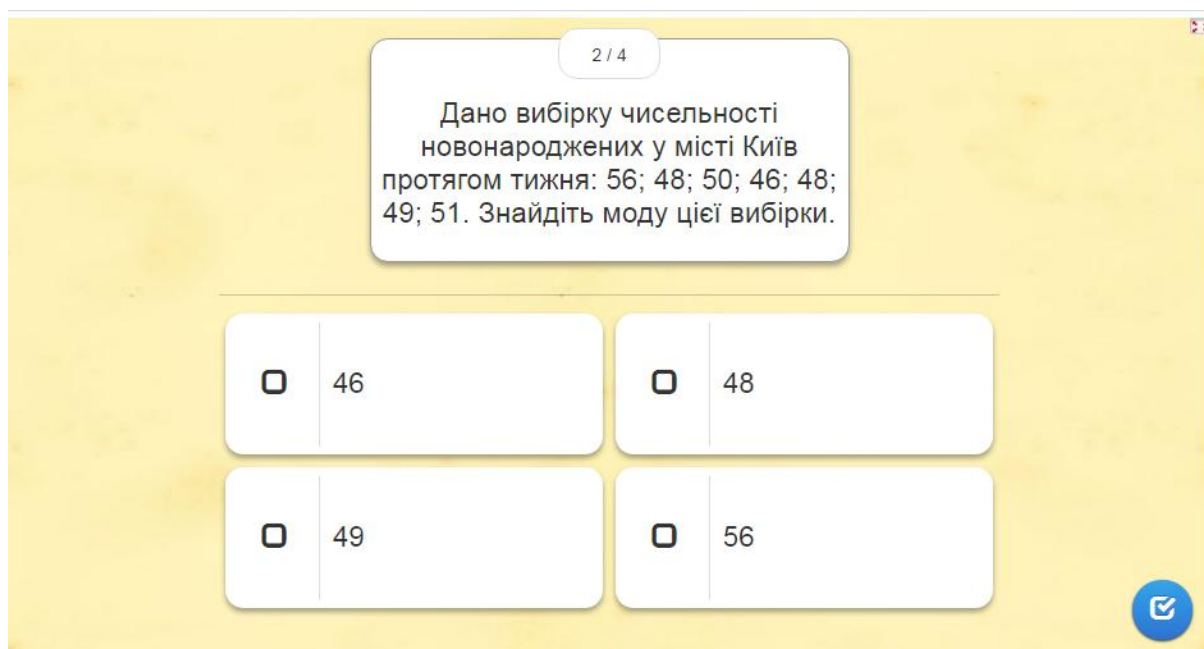 2 / 4
Дано вибірку чисельності
новонароджених у місті Київ
протягом тижня: 56; 48; 50; 46; 48;
49; 51. Знайдіть моду цієї вибірки.
46
48
49
56